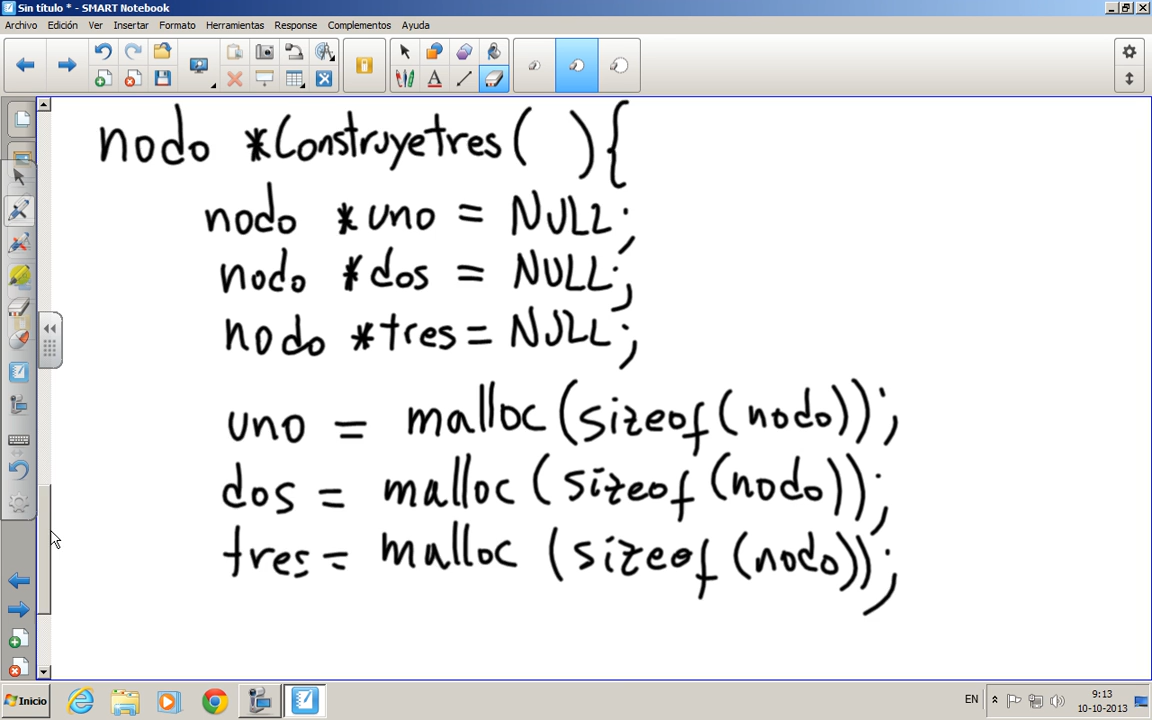 Sin título * - SMART Notebook
Archivo Edición Ver Insertar Formato Herramientas Response Complementos Ayuda
nodo *Construyetres( ){
nodo *uno = NULL;
nodo *dos = NULL;
nodo *tres = NULL;
uno = malloc(sizeof(nodo));
dos = malloc (sizeof (nodo));
tres = malloc (sizeof (nodo));
Inicio
EN
9:13
10-10-2013